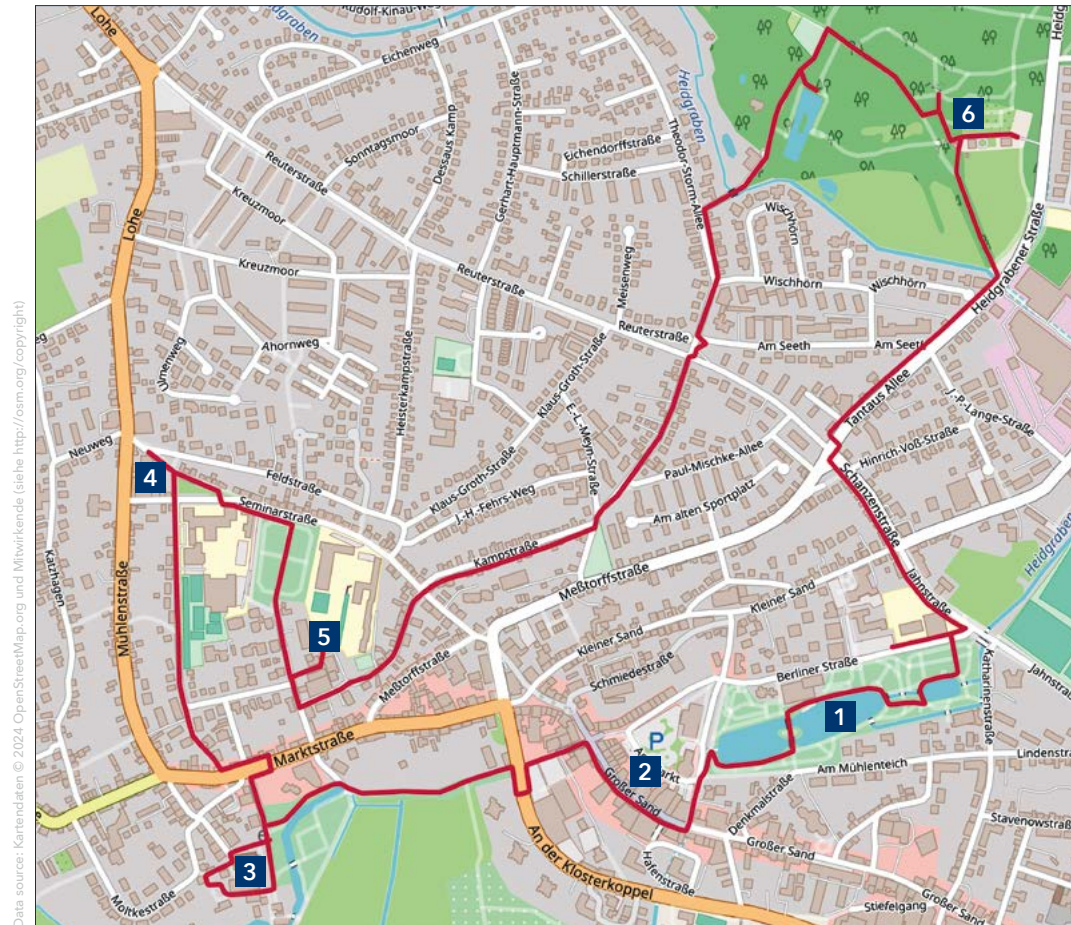 Rudolf-Kinau-Weg
Heidgraben
Eichenweg
Lohe
Heidgrabener Straße
Heidgraben
6
Sonntagsmoor
Dessaus Kamp
Gerhart-Hauptmann-Straße
Theodor-Storm-Allee
Eichendorffstraße
Schillerstraße
Reuterstraße
Kreuzmoor
Lohe
Wischhörn
Kreuzmoor
Reuterstraße
Meisenweg
Wischhörn
Wischhörn
Heidgrabener Straße
Reuterstraße
Am Seeth
Am Seeth
Ulmenweg
Ahornweg
Heisterkampstraße
Klaus-Groth-Straße
E.-L.-Meyn-Straße
Tantaus Allee
J.-P.-Lange-Straße
Neuweg
4
Feldstraße
Klaus-Groth-Straße
Paul-Mischke-Allee
Hinrich-Voß-Straße
J.-H.-Fehrs-Weg
Schanzenstraße
Seminarstraße
Am alten Sportplatz
Katzhagen
Mühlenstraße
Kampstraße
Meßtorffstraße
Heidgraben
Jahnstraße
5
Kleiner Sand
Kleiner Sand
Meßtorffstraße
Schmiedestraße
Berliner Straße
Katharinenstraße
Jahnstraße
1
Marktstraße
P
2
Am Mühlenteich
Lindenstraße
Großer Sand
Denkmalstraße
Stavenowstraße
An der Klosterkoppel
Großer Sand
3
Hafenstraße
Moltkestraße
Großer Sand
Stiefelgang
Data source: Kartendaten © 2024 OpenStreetMap.org und Mitwirkende (siehe http://osm.org/copyright)